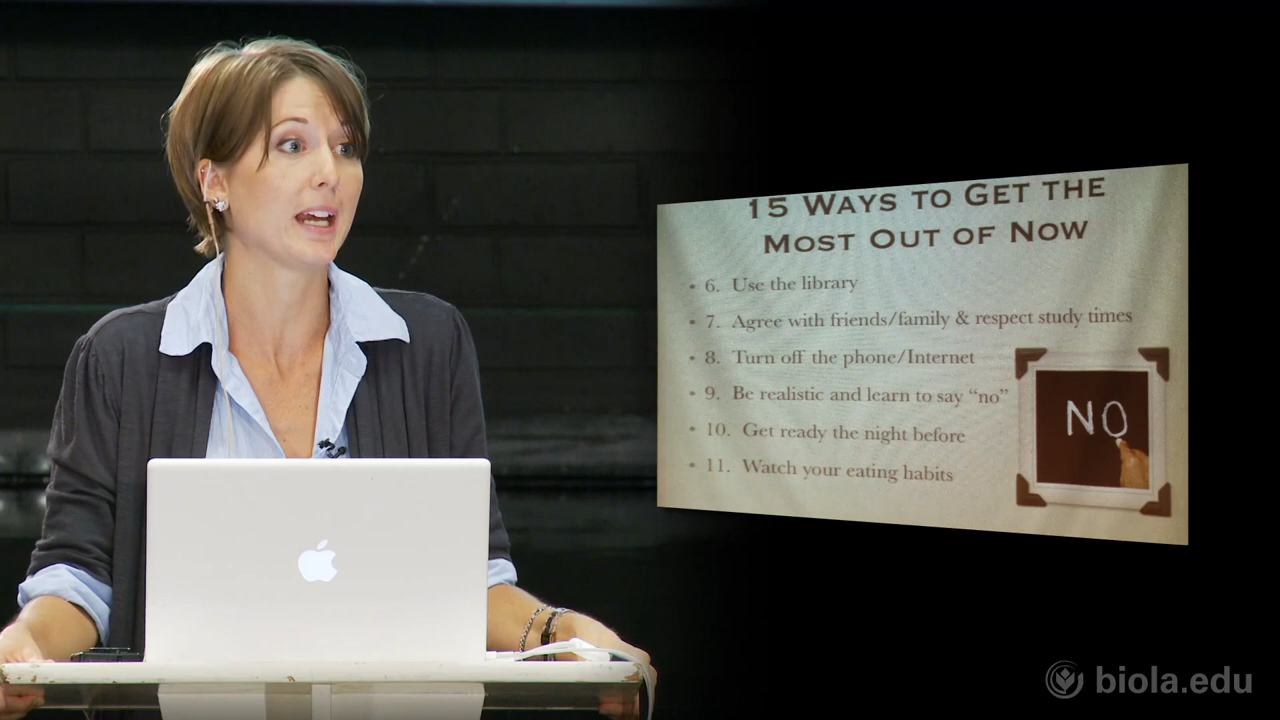 15 Ways to Get the
Most Out of Now
• 6. Use the library
• 7. Agree with friends/family & respect study times
• 8. Turn off the phone/Internet
• 9. Be realistic and learn to say “no”
• 10. Get ready the night before
• 11. Watch your eating habits
NO
biola.edu